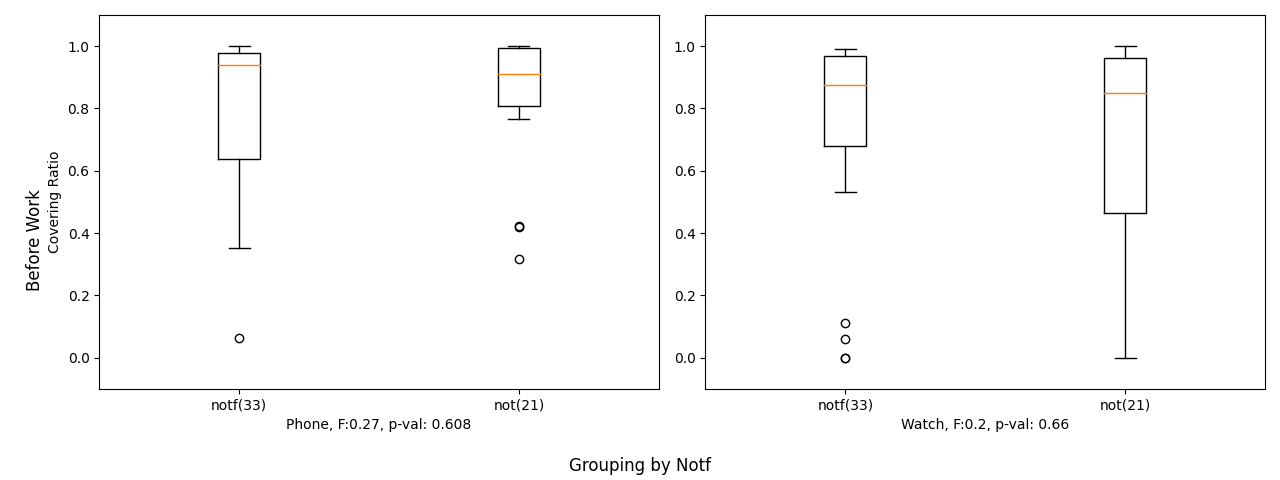 Before Work
Covering Ratio
1.0
0.8
0.6
0.4
0.2
0.0
notf(33)
not(21)
Phone, F:0.27, p-val: 0.608
1.0
0.8
0.6
0.4
0.2
0.0
notf(33)
not(21)
Watch, F:0.2, p-val: 0.66
Grouping by Notf